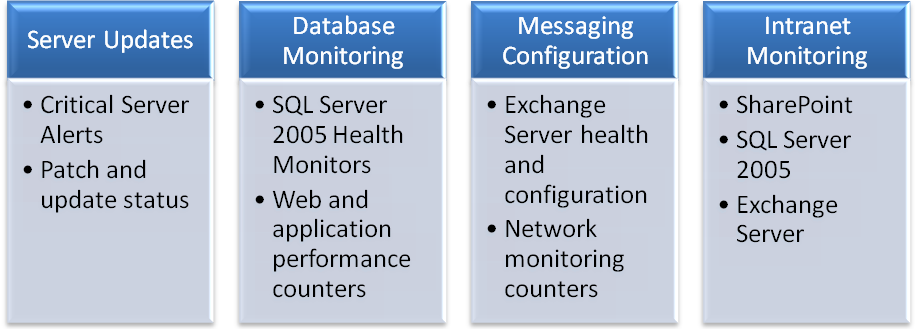 Server Updates
• Critical Server
Alerts
• Patch and
update status
Database
Monitoring
• SQL Server
2005 Health
Monitors
• Web and
application
performance
counters
Messaging
Configuration
• Exchange
Server health
and
configuration
• Network
monitoring
counters
Intranet
Monitoring
• SharePoint
• SQL Server
2005
• Exchange
Server